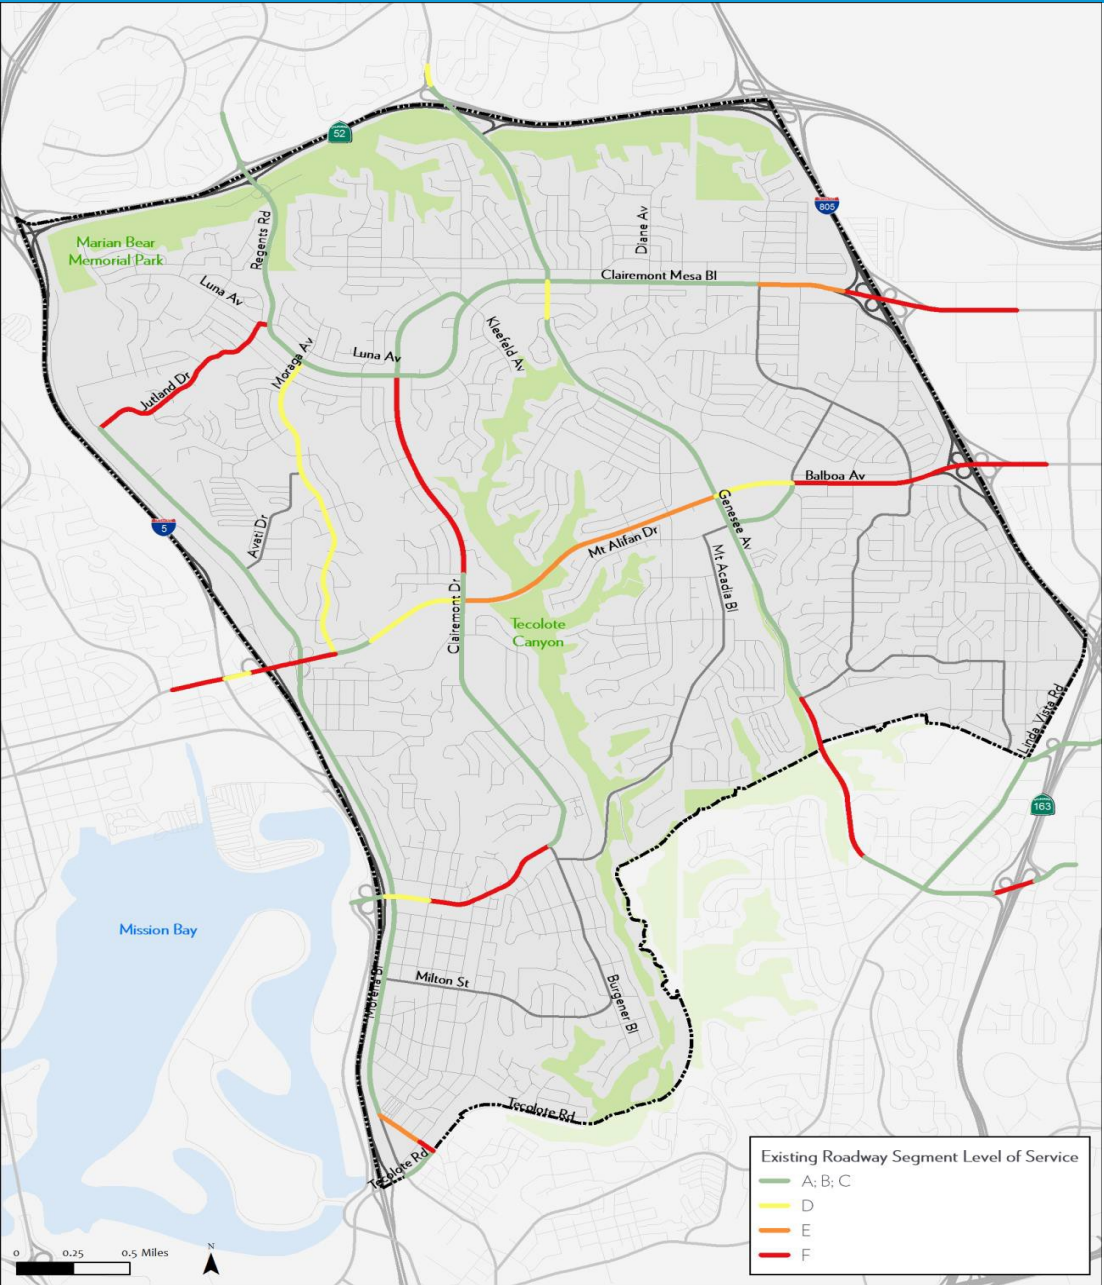 52
805
Regents Rd
Diane Av
Marian Bear
Memorial Park
Clairemont Mesa Bl
Luna Av
Kleefeld Av
Moraga Av
Luna Av
Jutland Dr
Balboa Av
Genesee Av
5
Avati Dr
Mt Alifan Dr
Mt Acadia Bl
Clairemont Dr
Tecolote
Canyon
Linda Vista Rd
163
Mission Bay
Milton St
Morena Bl
Burgener Bl
Tecolote Rd
Tecolote Rd
Existing Roadway Segment Level of Service
A; B; C
D
E
F
0 0.25 0.5 Miles
N